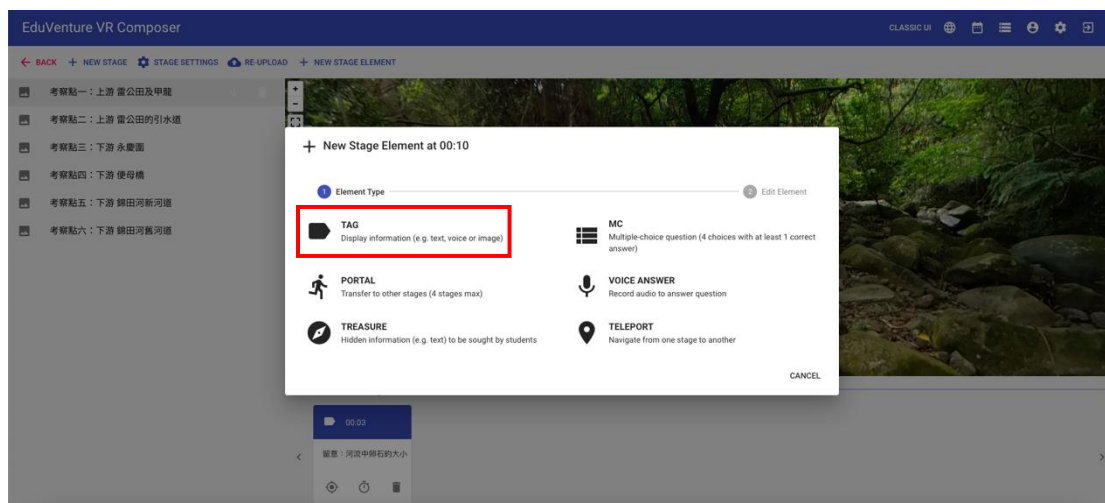 EduVenture VR Composer
CLASSIC UI
BACK + NEW STAGE STAGE SETTINGS RE-UPLOAD + NEW STAGE ELEMENT
考察點一：上游 雷公田及甲龍
考察點二：上游 雷公田的引水道
考察點三：下游 永慶圍
考察點四：下游 便母橋
考察點五：下游 錦田河新河道
考察點六：下游 錦田河舊河道
+
-
+ New Stage Element at 00:10
1 Element Type
2 Edit Element
TAG
Display information (e.g. text, voice or image)
MC
Multiple-choice question (4 choices with at least 1 correct
answer)
PORTAL
Transfer to other stages (4 stages max)
VOICE ANSWER
Record audio to answer question
TREASURE
Hidden information (e.g. text) to be sought by students
TELEPORT
Navigate from one stage to another
CANCEL
00:03
留意：河流中卵石的大小